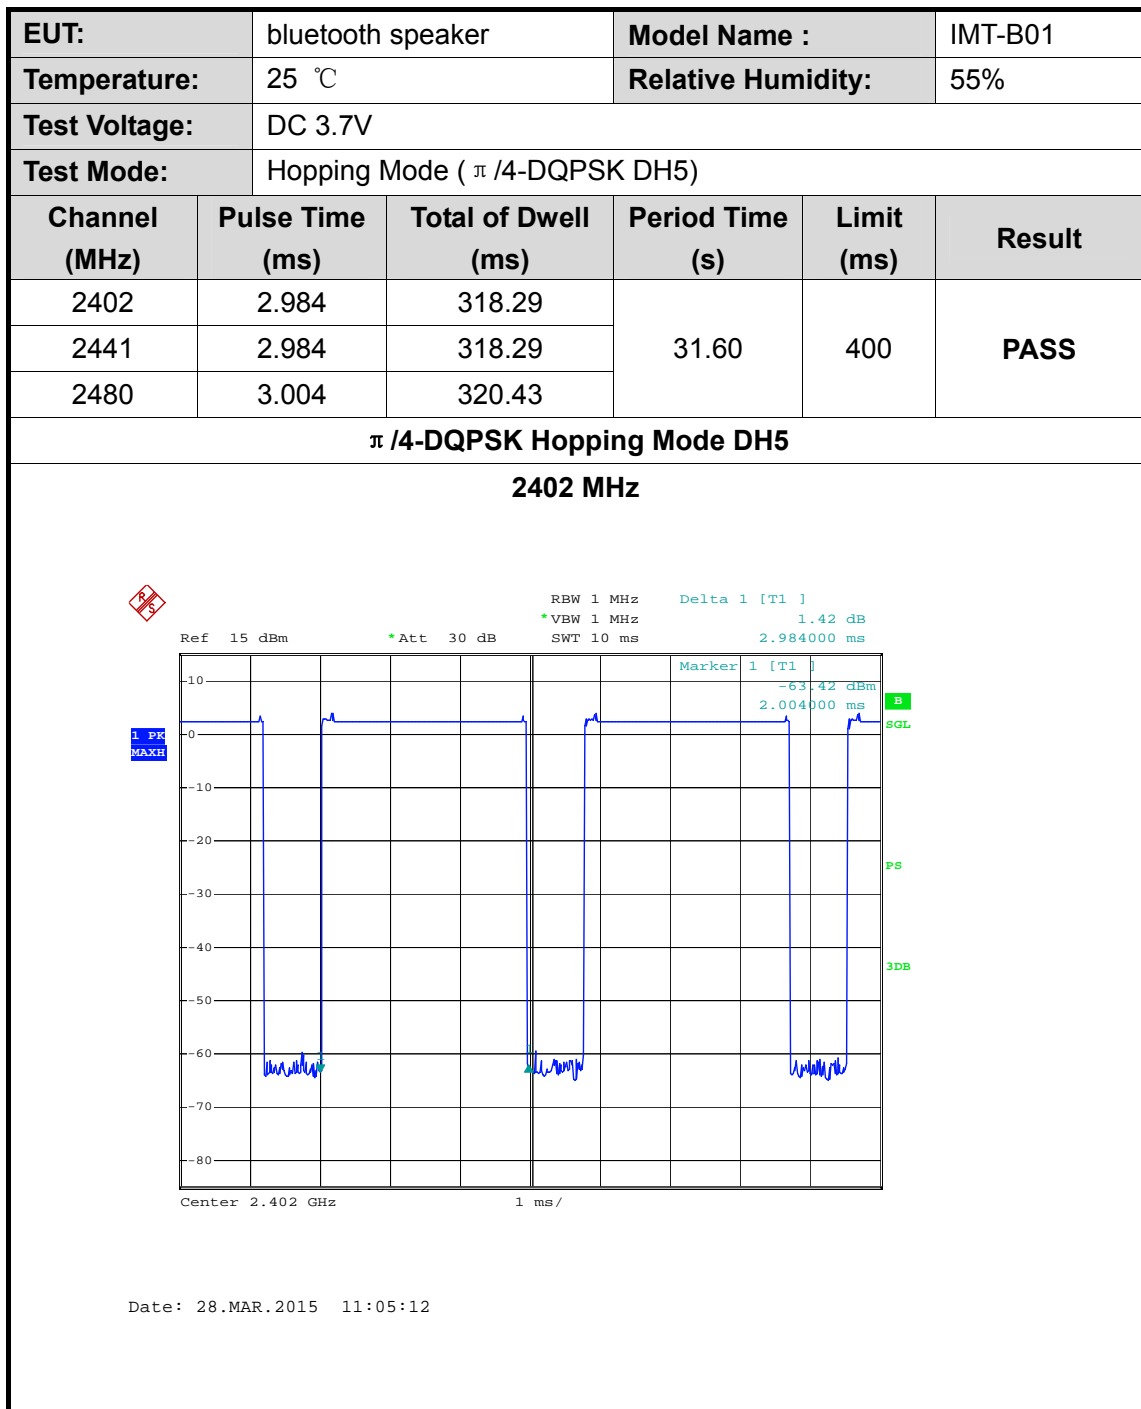 EUT: bluetooth speaker Model Name : IMT-B01
Temperature: 25 ℃ Relative Humidity: 55%
Test Voltage: DC 3.7V
Test Mode: Hopping Mode ( π/4-DQPSK DH5)
Channel (MHz) Pulse Time (ms) Total of Dwell (ms) Period Time (s) Limit (ms) Result
2402 2.984 318.29
2441 2.984 318.29 31.60 400 PASS
2480 3.004 320.43
π/4-DQPSK Hopping Mode DH5
2402 MHz
R S
RBW 1 MHz Delta 1 [T1 ]
*VBW 1 MHz 1.42 dB
Ref 15 dBm *Att 30 dB SWT 10 ms 2.984000 ms
Marker 1 [T1 ]
10 -63.42 dBm
2.004000 ms B
SGL
1 PK 0
MAXH
-10
-20
PS
-30
-40
3DB
-50
-60
1 1
-70
-80
Center 2.402 GHz 1 ms/
Date: 28.MAR.2015 11:05:12